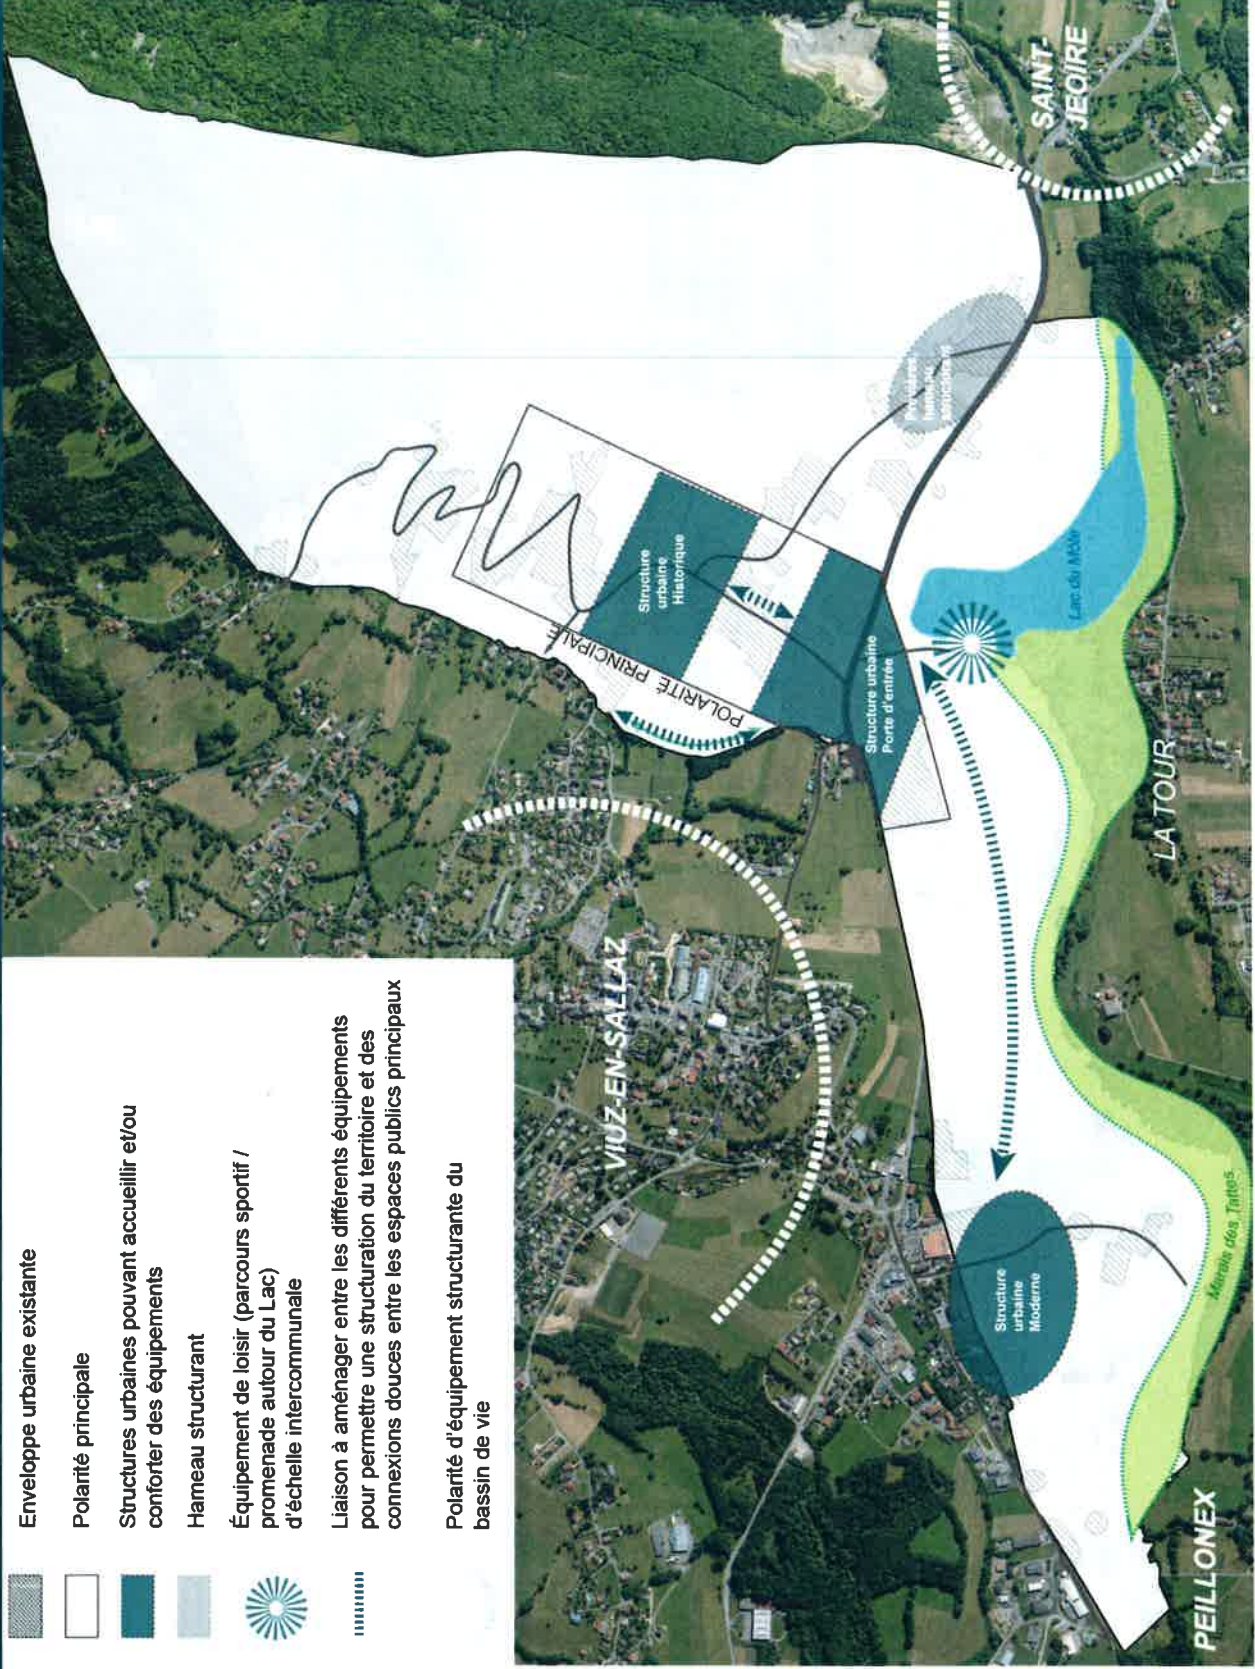 Enveloppe urbaine existante
Polarité principale
Structures urbaines pouvant accueillir et/ou
conforter des équipements
Hameau structurant
Équipement de loisir (parcours sportif /
promenade autour du Lac)
d'échelle intercommunale
Liaison à aménager entre les différents équipements
pour permettre une structuration du territoire et des
connexions douces entre les espaces publics principaux
Polarité d'équipement structurante du
bassin de vie
VIUZ-EN-SALLAZ
SAINT-
JEOIRE
POLARITÉ PRINCIPALE
Structure
urbaine
Historique
Structure urbaine
Porte d'entrée
Structure
urbaine
Moderne
Lac du Môle
Marais des Tattes
LA TOUR
PEILLONEX